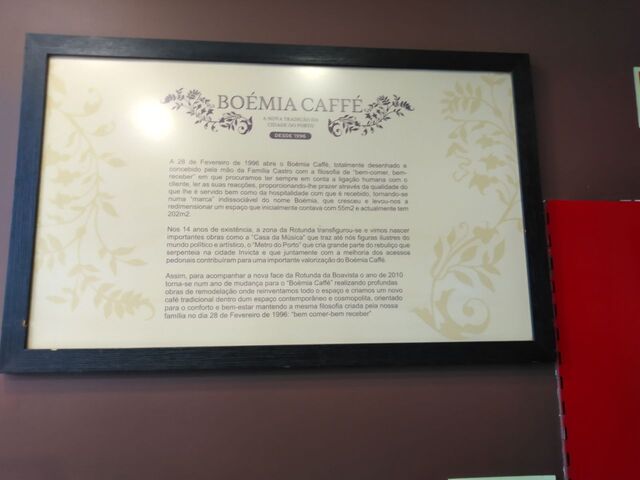 BOÉMIA CAFFÉ
A NOVA TRADIÇÃO DA
CIDADE DO PORTO
DESDE 1996
A 28 de Fevereiro de 1996 abre o Boémia Caffé, totalmente desenhado e
concebido pela mão da Família Castro com a filosofia de "bem-comer, bem-
receber" em que procuramos ter sempre em conta a ligação humana com o
cliente, ler as suas reacções, proporcionando-lhe prazer através da qualidade do
que lhe é servido bem como da hospitalidade com que é recebido, tornando-se
numa "marca" indissociável do nome Boémia, que cresceu e levou-nos a
redimensionar um espaço que inicialmente contava com 55m2 e actualmente tem
202m2.
Nos 14 anos de existência, a zona da Rotunda transfigurou-se e vimos nascer
importantes obras como a "Casa da Música" que traz até nós figuras ilustres do
mundo político e artístico, o "Metro do Porto" que cria grande parte do rebuliço que
serpenteia na cidade Invicta e que juntamente com a melhoria dos acessos
pedonais contribuíram para uma importante valorização do Boémia Caffé.
Assim, para acompanhar a nova face da Rotunda da Boavista o ano de 2010
torna-se num ano de mudança para o "Boémia Caffé" realizando profundas
obras de remodelação onde reinventamos todo o espaço e criamos um novo
café tradicional dentro dum espaço contemporâneo e cosmopolita, orientado
para o conforto e bem-estar mantendo a mesma filosofia criada pela nossa
família no dia 28 de Fevereiro de 1996: "bem comer-bem receber"